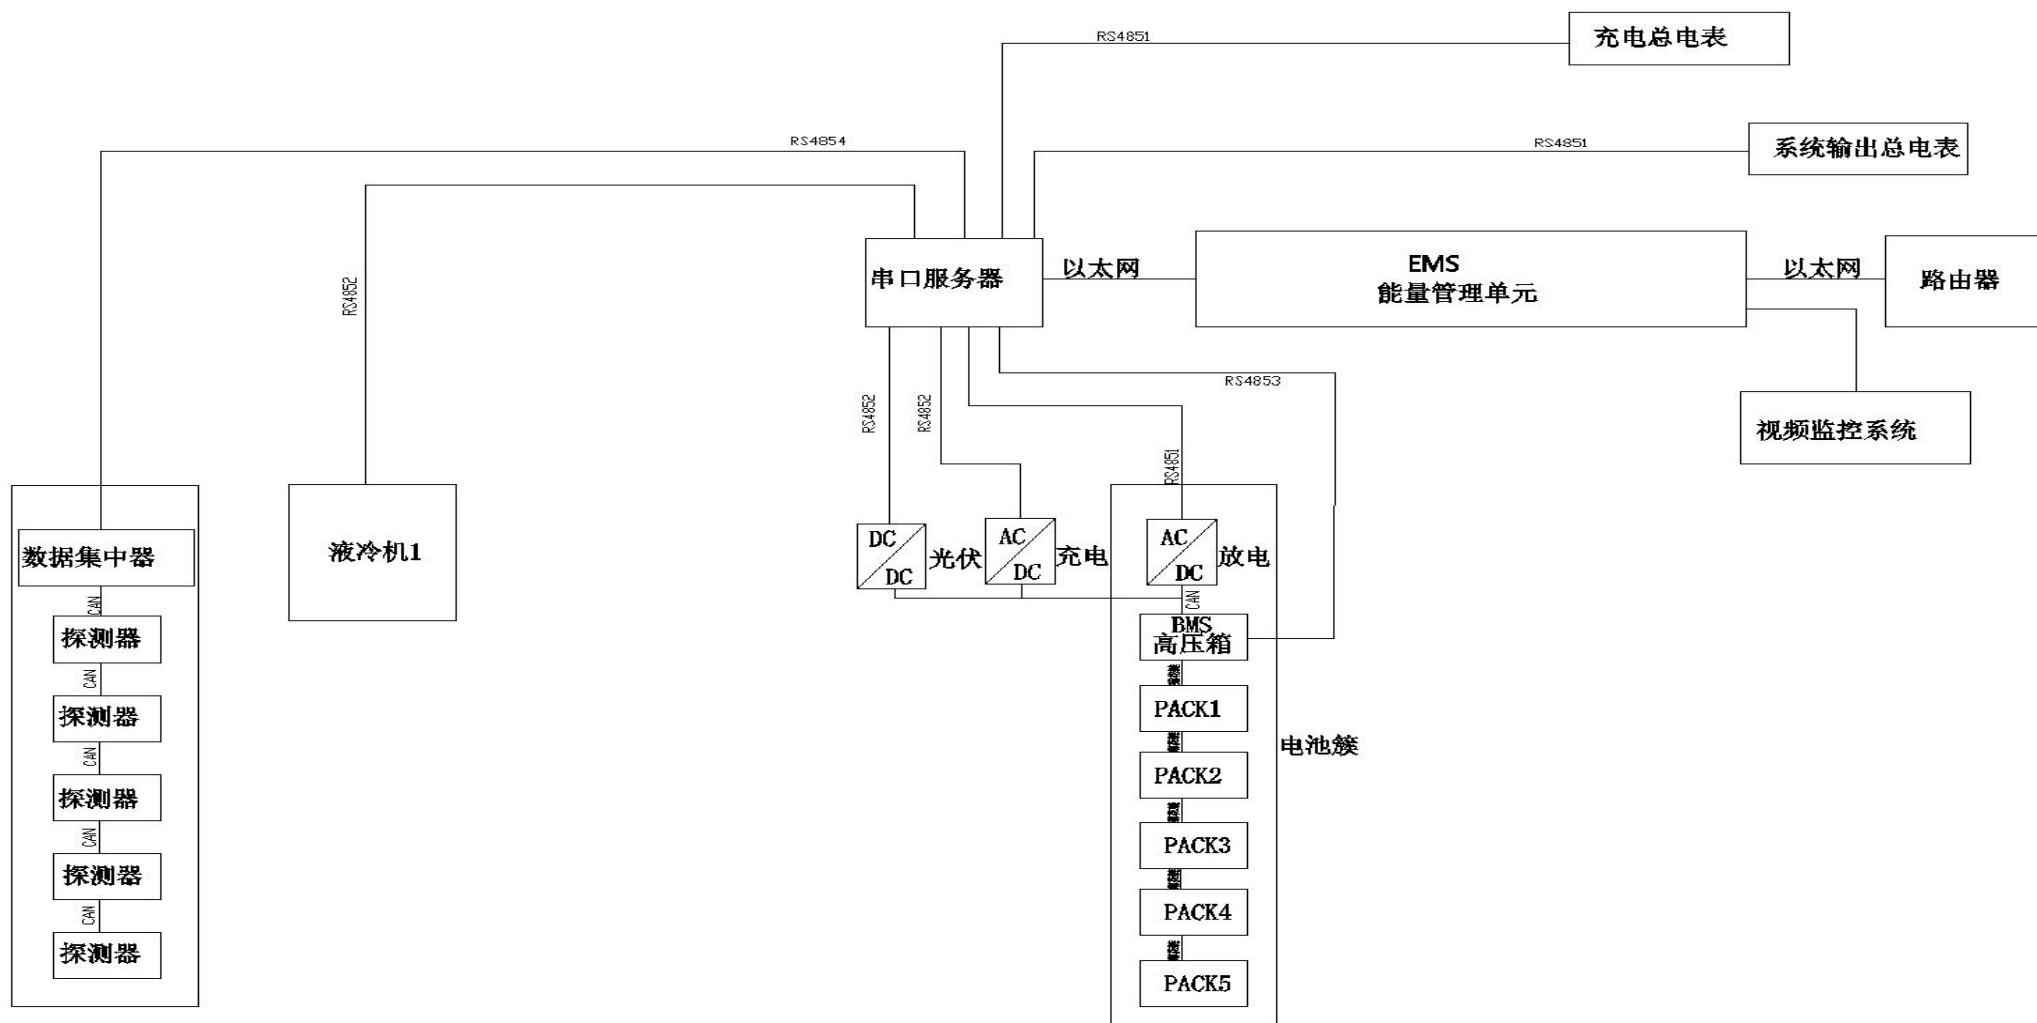 RS4851
充电总电表
RS4854
RS4851
系统输出总电表
RS4852
串口服务器
以太网
EMS
能量管理单元
以太网
路由器
RS4853
RS4852
RS4852
RS4851
视频监控系统
数据集中器
液冷机1
DC
DC
光伏
AC
DC
充电
AC
DC
放电
CAN
CAN
探测器
BMS
高压箱
CAN
探测器
PACK1
电池簇
CAN
探测器
PACK2
CAN
探测器
PACK3
CAN
探测器
PACK4
PACK5